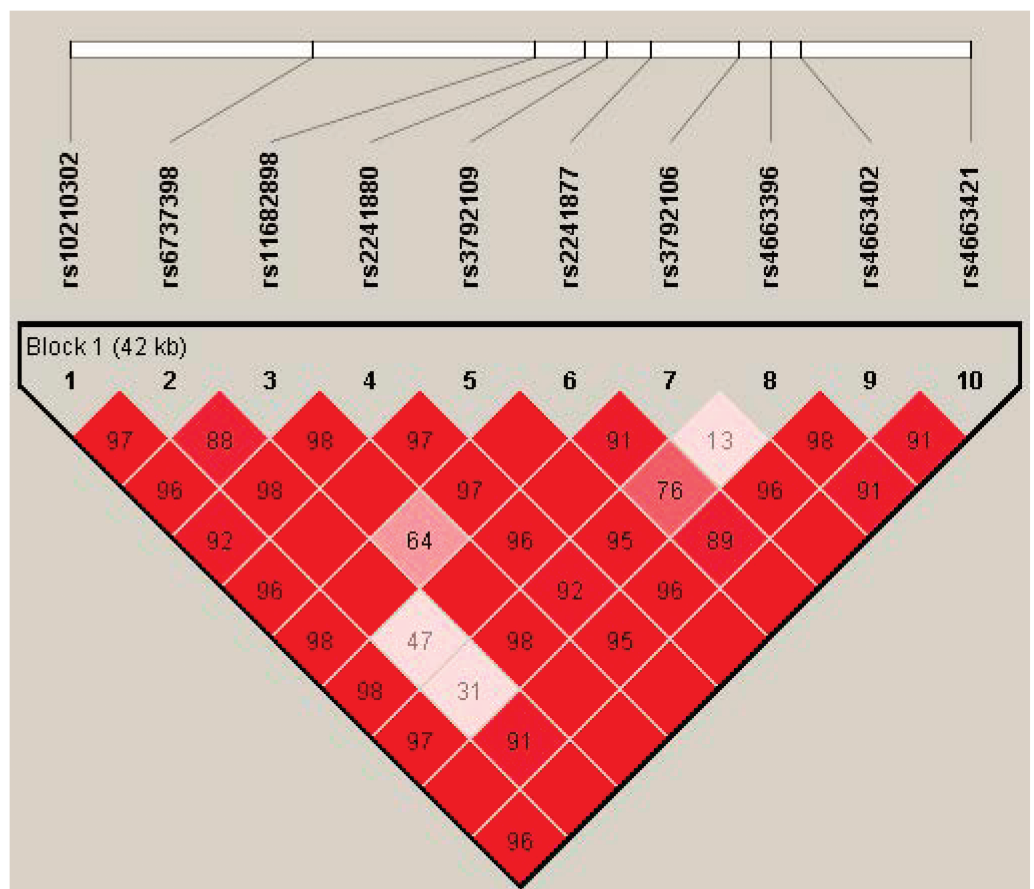 rs10210302
rs6737398
rs11682898
rs2241880
rs3792109
rs2241877
rs3792106
rs4663396
rs4663402
rs4663421
Block 1 (42 kb)
1 2 3 4 5 6 7 8 9 10
97 88 98 97 91 13 98 91
96 98 97 76 96 91
92 64 96 95 89
96 92 96
98 47 98 95
98 31
97 91
96